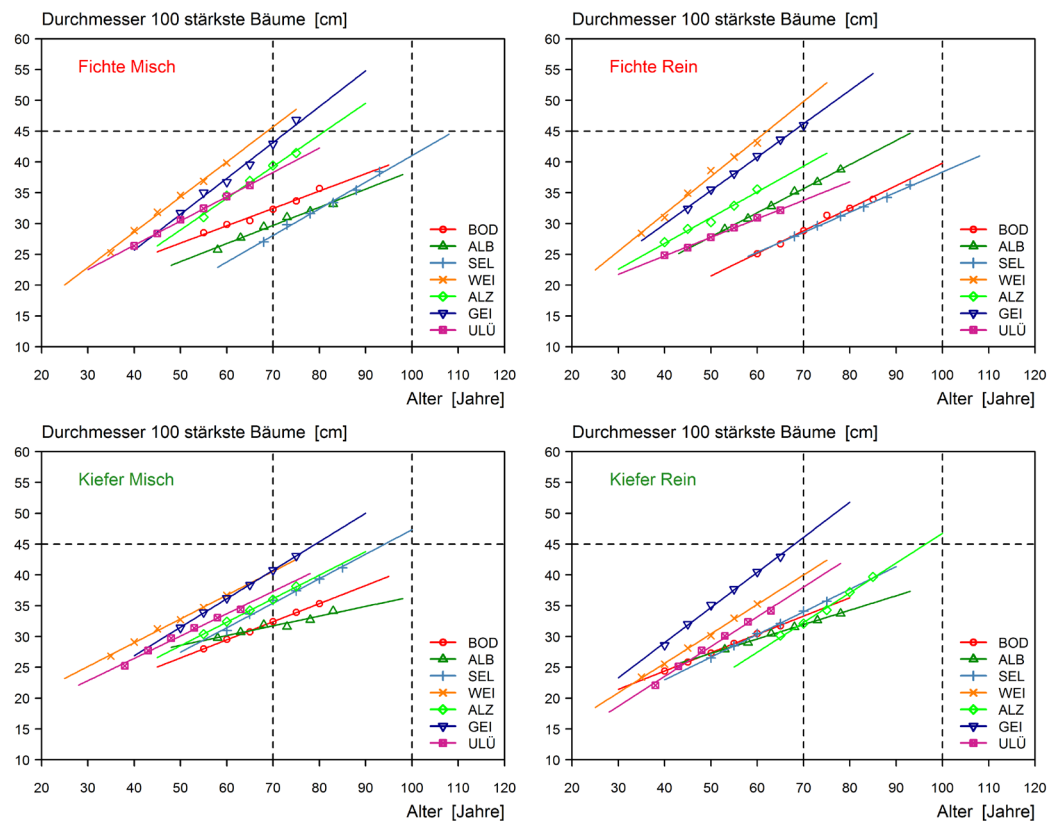 Durchmesser 100 stärkste Bäume [cm]
60
55
50
45
40
35
30
25
20
15
10
Fichte Misch
BOD
ALB
SEL
WEI
ALZ
GEI
ULÜ
20 30 40 50 60 70 80 90 100 110 120
Alter [Jahre]
Durchmesser 100 stärkste Bäume [cm]
60
55
50
45
40
35
30
25
20
15
10
Fichte Rein
BOD
ALB
SEL
WEI
ALZ
GEI
ULÜ
20 30 40 50 60 70 80 90 100 110 120
Alter [Jahre]
Durchmesser 100 stärkste Bäume [cm]
60
55
50
45
40
35
30
25
20
15
10
Kiefer Misch
BOD
ALB
SEL
WEI
ALZ
GEI
ULÜ
20 30 40 50 60 70 80 90 100 110 120
Alter [Jahre]
Durchmesser 100 stärkste Bäume [cm]
60
55
50
45
40
35
30
25
20
15
10
Kiefer Rein
BOD
ALB
SEL
WEI
ALZ
GEI
ULÜ
20 30 40 50 60 70 80 90 100 110 120
Alter [Jahre]